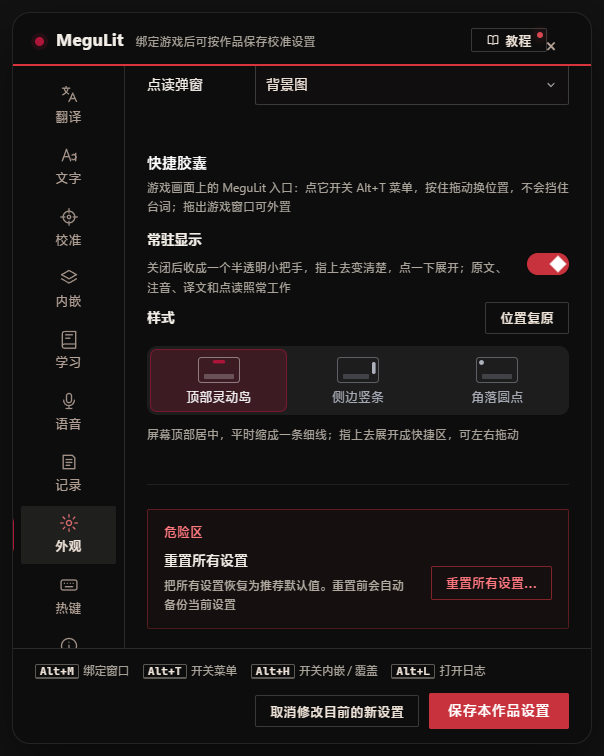 MeguLit 绑定游戏后可按作品保存校准设置
教程
翻译
文字
校准
内嵌
学习
语音
记录
外观
热键
点读弹窗
背景图
快捷胶囊
游戏画面上的 MeguLit 入口：点它开关 Alt+T 菜单，按住拖动换位置，不会挡住
台词；拖出游戏窗口可外置
常驻显示
关闭后收成一个半透明小把手，指上去变清楚，点一下展开；原文、
注音、译文和点读照常工作
样式
位置复原
顶部灵动岛
侧边竖条
角落圆点
屏幕顶部居中，平时缩成一条细线；指上去展开成快捷区，可左右拖动
危险区
重置所有设置
把所有设置恢复为推荐默认值。重置前会自动
备份当前设置
重置所有设置...
Alt+M 绑定窗口 Alt+T 开关菜单 Alt+H 开关内嵌 / 覆盖 Alt+L 打开日志
取消修改目前的新设置
保存本作品设置